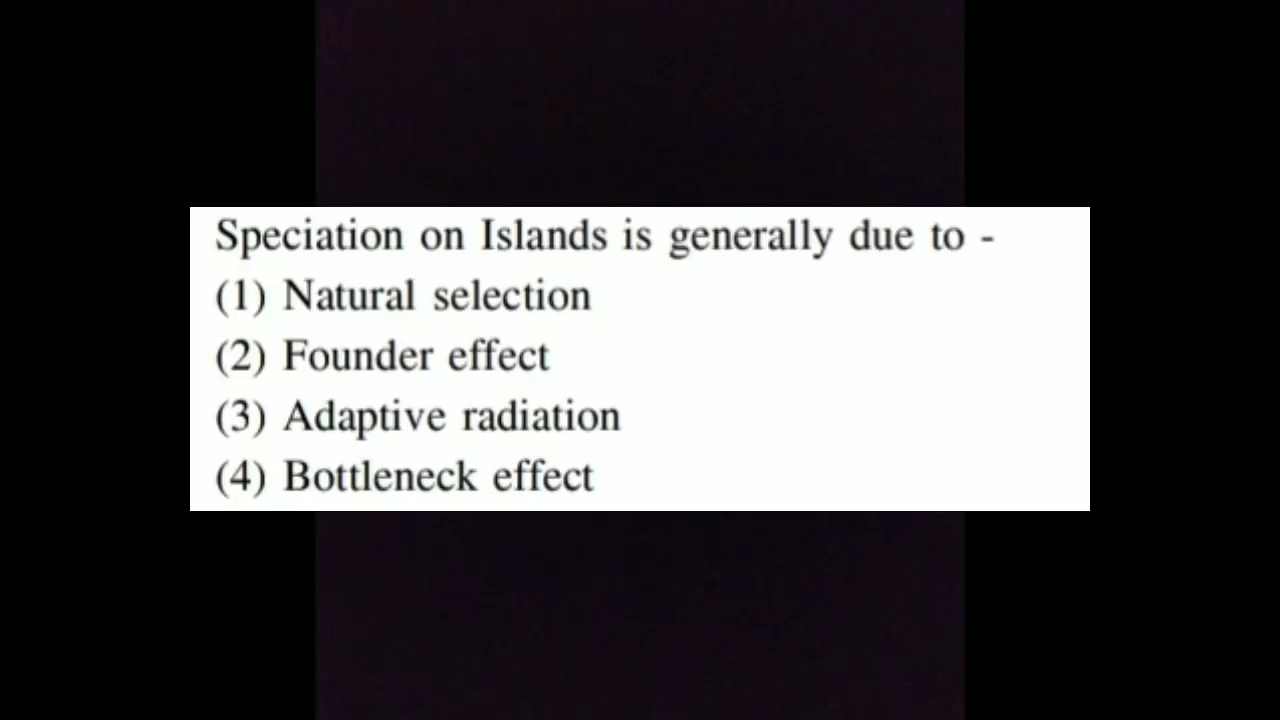 Speciation on Islands is generally due to -
(1) Natural selection
(2) Founder effect
(3) Adaptive radiation
(4) Bottleneck effect